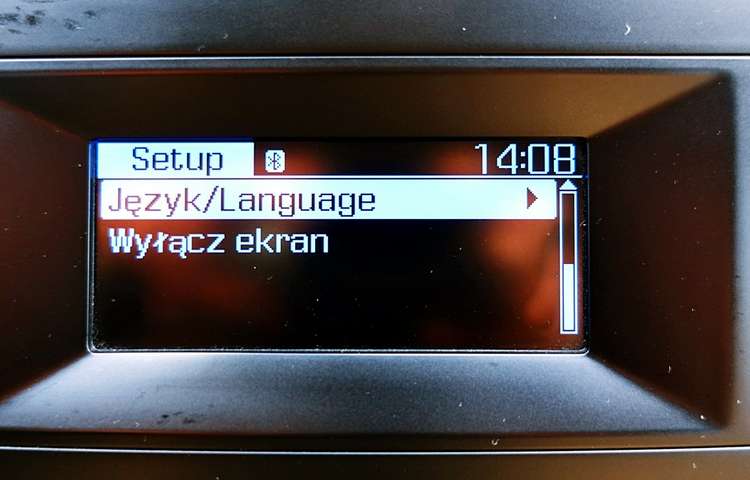 Setup 14:08
Język/Language
Wyłącz ekran